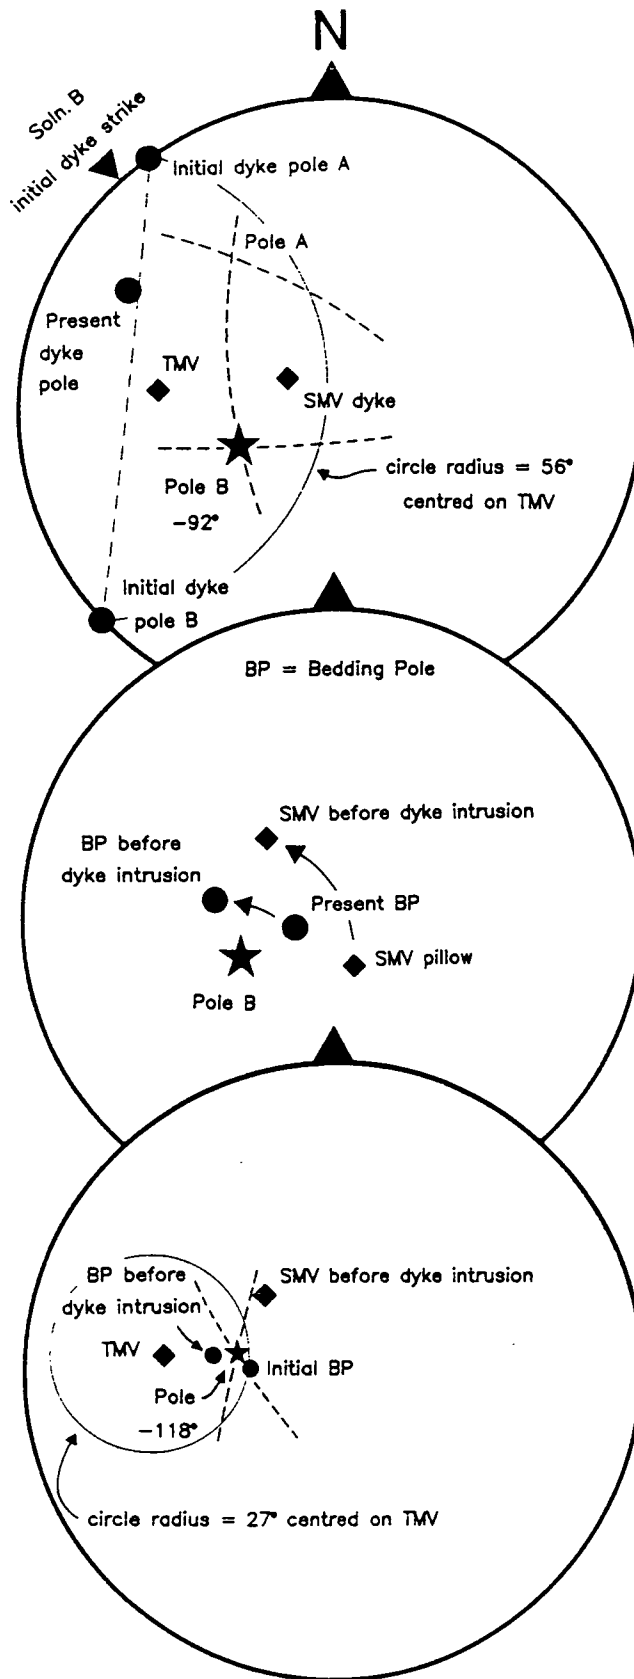 N
Soln. B
initial dyke strike
Initial dyke pole A
Pole A
Present
dyke
pole
TMV
SMV dyke
Pole B
-92°
circle radius = 56°
centred on TMV
Initial dyke
pole B
BP = Bedding Pole
SMV before dyke intrusion
BP before
dyke intrusion
Present BP
SMV pillow
Pole B
BP before
dyke intrusion
SMV before dyke intrusion
TMV
Initial BP
Pole
-118°
circle radius = 27° centred on TMV